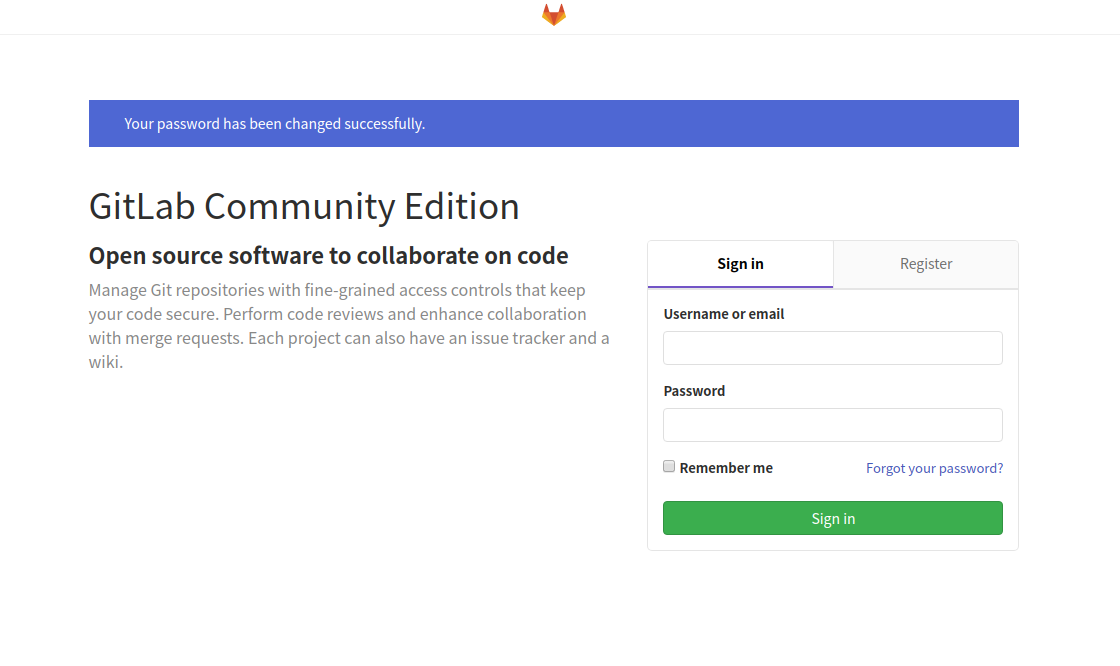 Your password has been changed successfully.
GitLab Community Edition
Open source software to collaborate on code
Manage Git repositories with fine-grained access controls that keep
your code secure. Perform code reviews and enhance collaboration
with merge requests. Each project can also have an issue tracker and a
wiki.
Sign in
Register
Username or email
Password
Remember me
Forgot your password?
Sign in